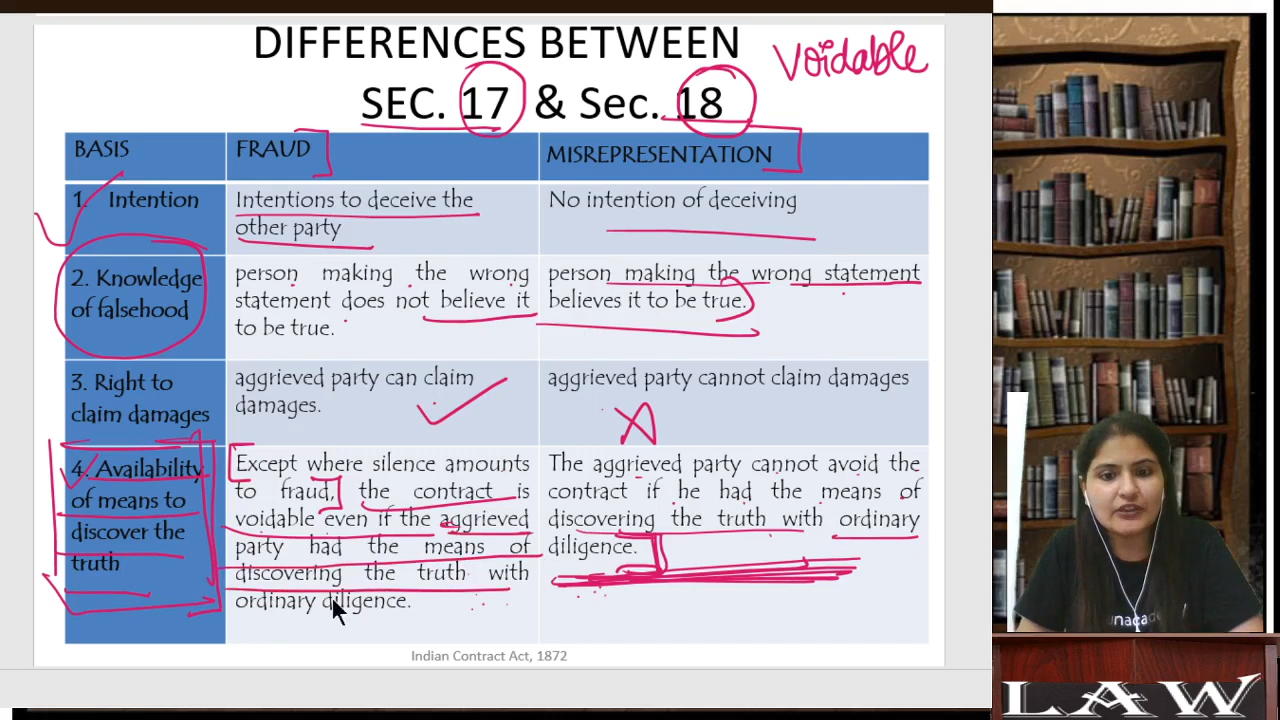 DIFFERENCES BETWEEN
voidable
SEC. 17 & Sec. 18
BASIS
FRAUD
MISREPRESENTATION
1. Intention
Intentions to deceive the
other party
No intention of deceiving
2. Knowledge
of falsehood
person making the wrong
statement does not believe it
to be true.
person making the wrong statement
believes it to be true.
3. Right to
claim damages
aggrieved party can claim
damages.
aggrieved party cannot claim damages
4. Availability
of means to
discover the
truth
Except where silence amounts
to fraud, the contract is
voidable even if the aggrieved
party had the means of
discovering the truth with
ordinary diligence.
The aggrieved party cannot avoid the
contract if he had the means of
discovering the truth with ordinary
diligence.
Indian Contract Act, 1872
LAW